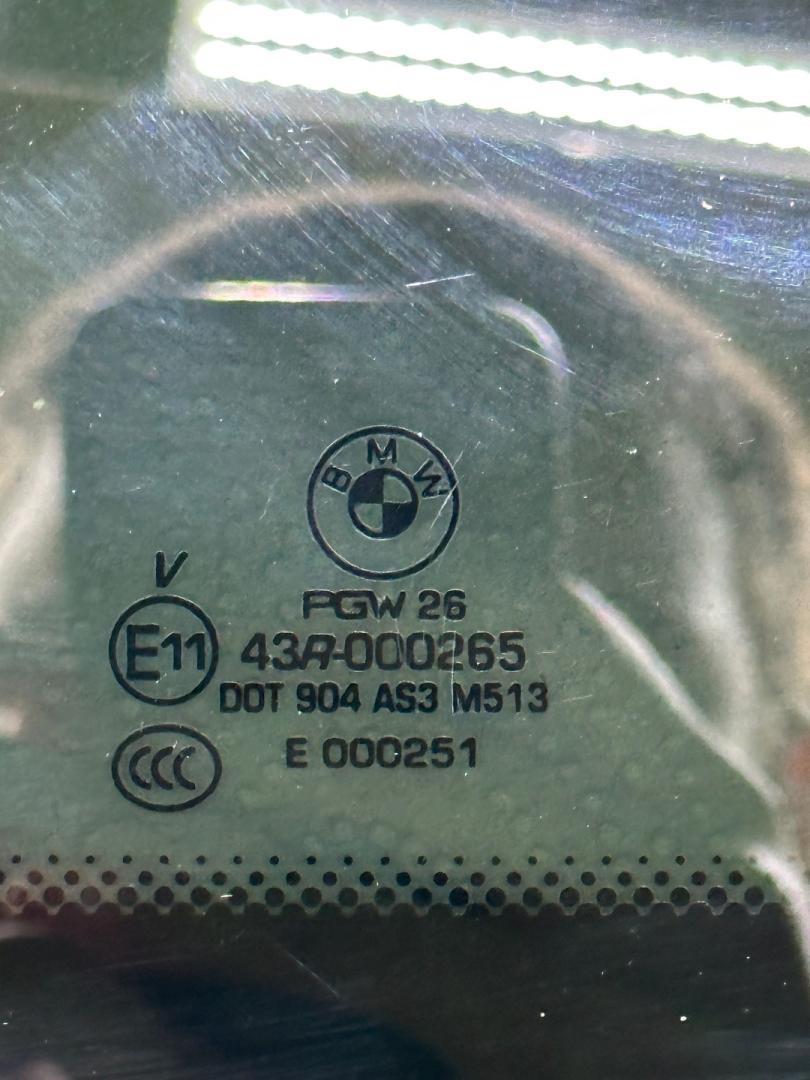 BMW
V
PGW 26
E11 43R-000265
DOT 904 AS3 M513
CCC E 000251